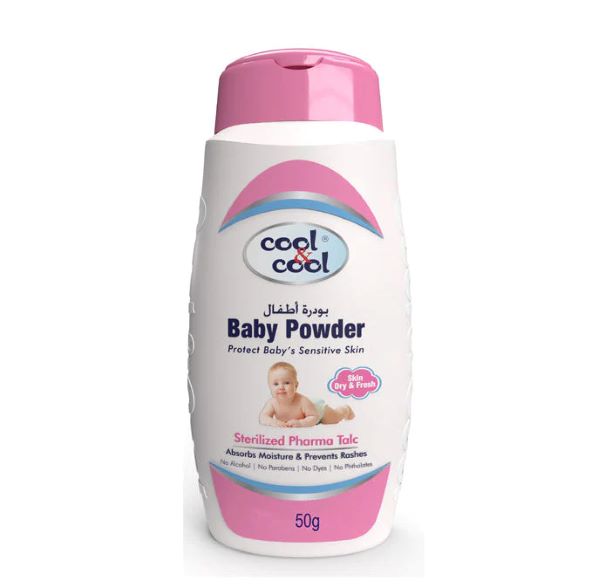 cool®
&
cool
بودرة أطفال
Baby Powder
Protect Baby's Sensitive Skin
Skin
Dry & Fresh
Sterilized Pharma Talc
Absorbs Moisture & Prevents Rashes
No Alcohol | No Parabens | No Dyes | No Phthalates
50g